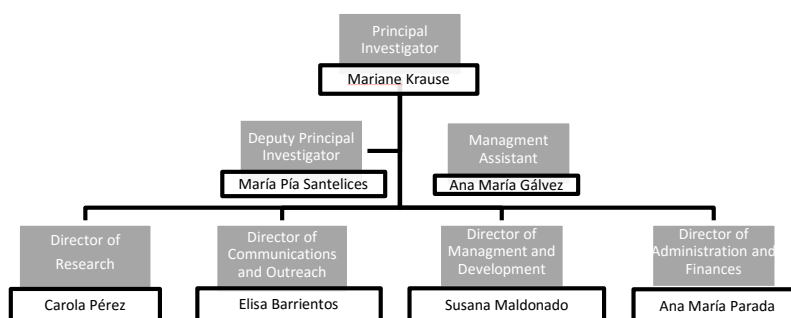 Principal
Investigator
Mariane Krause
Deputy Principal
Investigator
María Pía Santelices
Managment
Assistant
Ana María Gálvez
Director of
Research
Carola Pérez
Director of
Communications
and Outreach
Elisa Barrientos
Director of
Managment and
Development
Susana Maldonado
Director of
Administration and
Finances
Ana María Parada